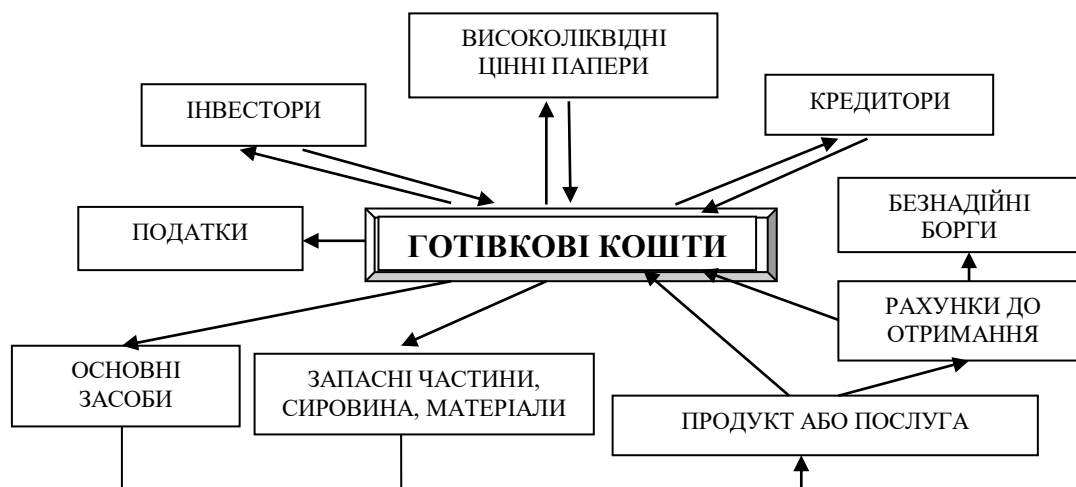 ВИСОКОЛІКВІДНІ
ЦІННІ ПАПЕРИ
ІНВЕСТОРИ
КРЕДИТОРИ
ПОДАТКИ
ГОТІВКОВІ КОШТИ
БЕЗНАДІЙНІ
БОРГИ
РАХУНКИ ДО
ОТРИМАННЯ
ОСНОВНІ
ЗАСОБИ
ЗАПАСНІ ЧАСТИНИ,
СИРОВИНА, МАТЕРІАЛИ
ПРОДУКТ АБО ПОСЛУГА